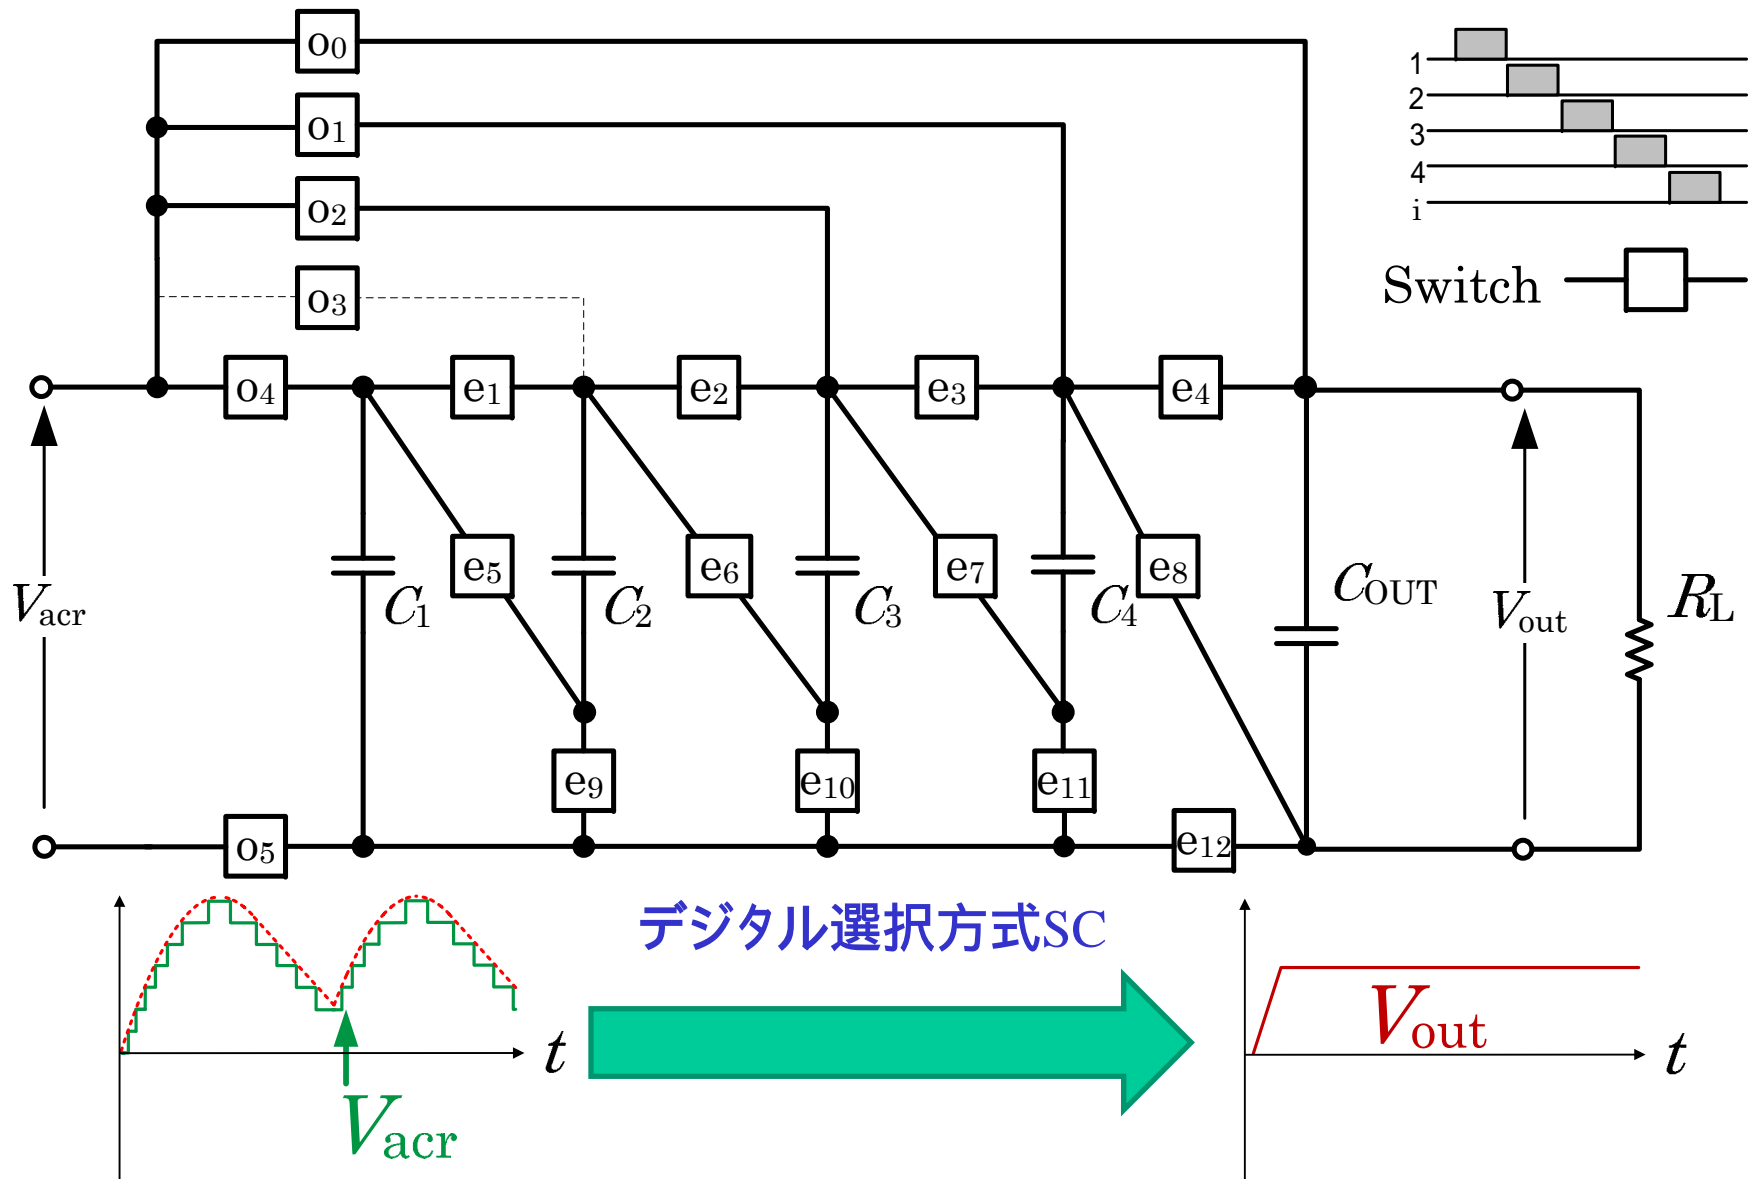 o0
o1
o2
o3
1
2
3
4
i
Switch
o4
e1
e2
e3
e4
e5
e6
e7
e8
Vacr
C1
C2
C3
C4
COUT
Vout
RL
e9
e10
e11
e12
o5
デジタル選択方式SC
t
Vacr
Vout
t